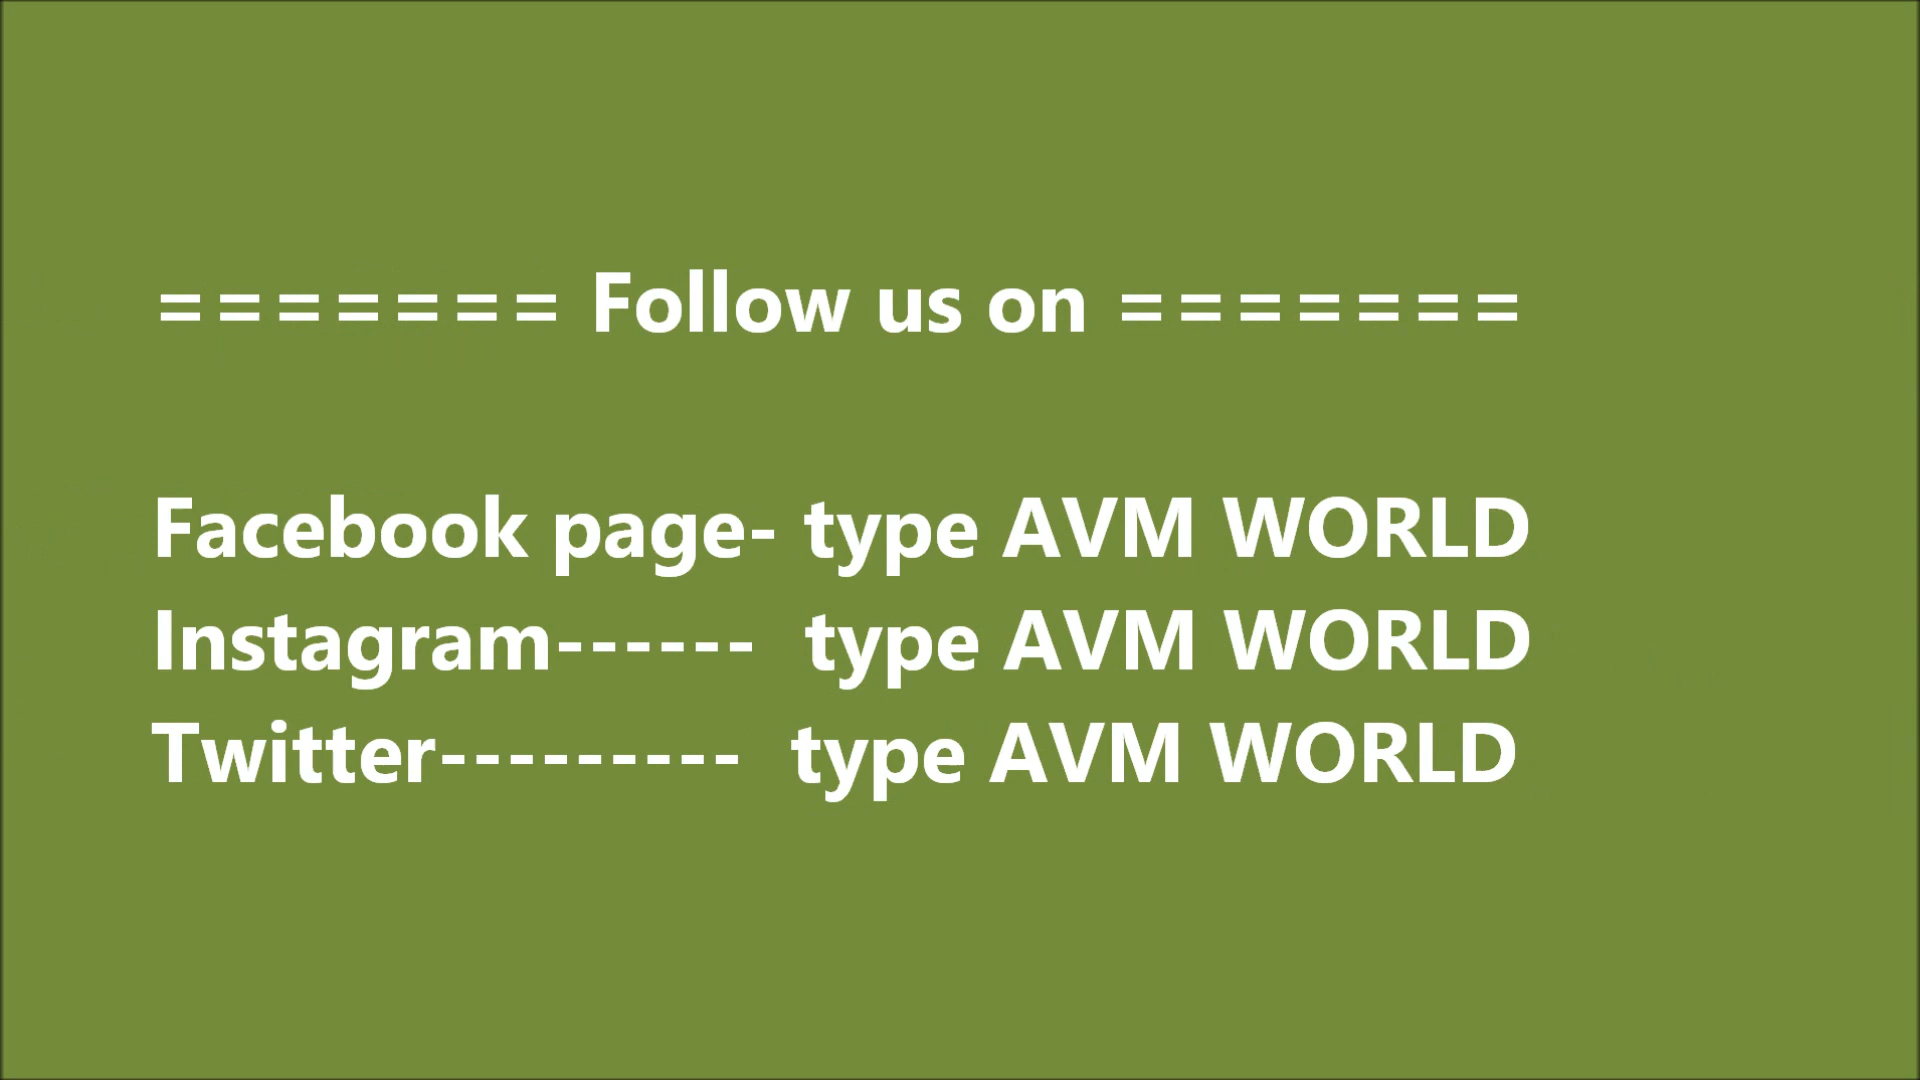 ======= Follow us on =======
Facebook page- type AVM WORLD
Instagram------ type AVM WORLD
Twitter--------- type AVM WORLD